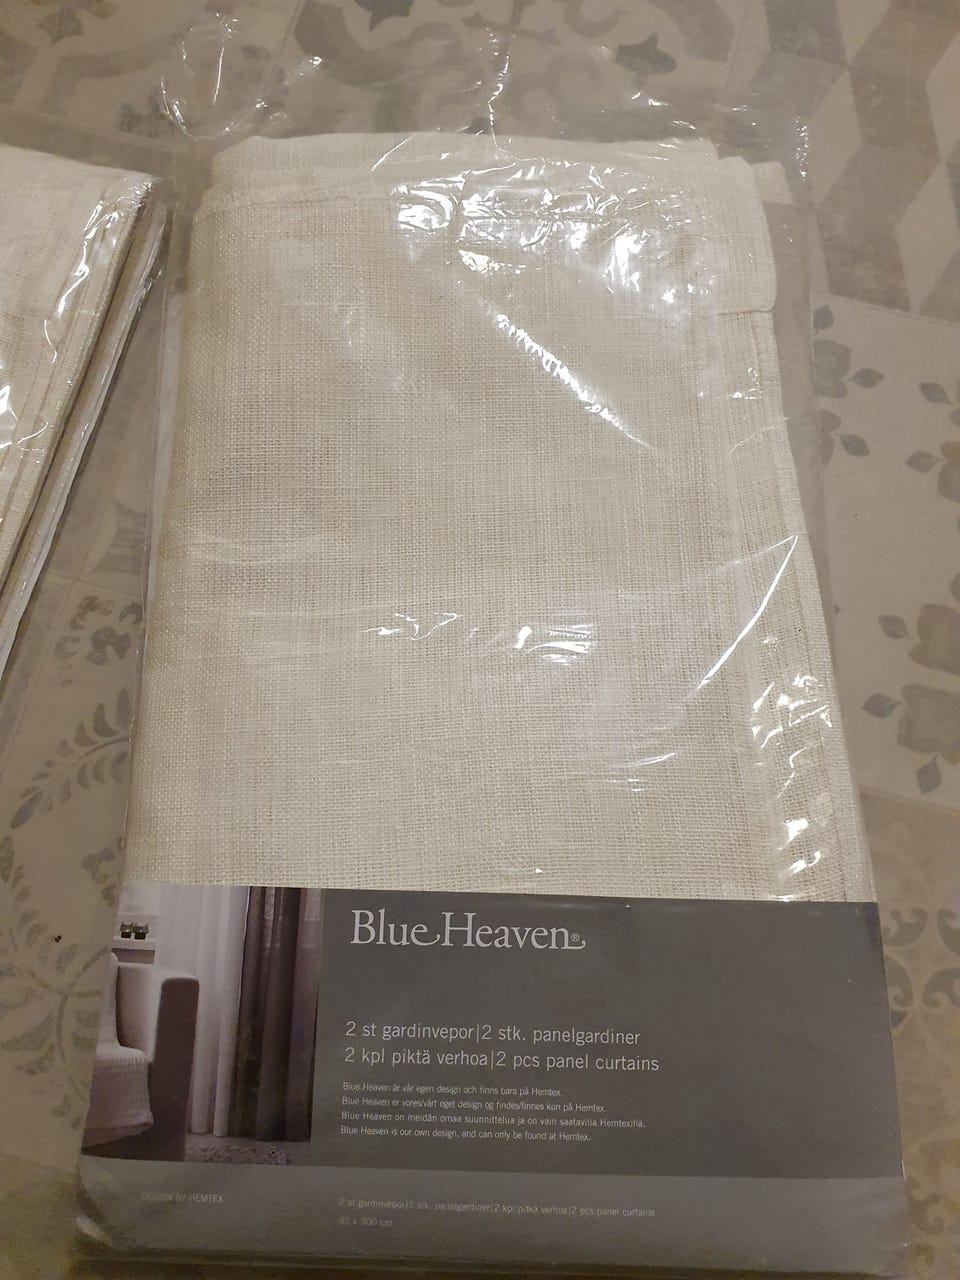 Blue Heaven®
2 st gardinvepor|2 stk. panelgardiner
2 kpl piktä verhoa|2 pcs panel curtains
Blue Heaven är vår egen design och finns bara på Hemtex.
Blue Heaven er vores/vårt eget design og findes/finnes kun på Hemtex.
Blue Heaven on meidän omaa suunnittelua ja on vain saatavilla Hemtexillä.
Blue Heaven is our own design, and can only be found at Hemtex.
DESIGN BY HEMTEX
2 st gardinvepor|2 stk. panelgardiner|2 kpl piktä verhoa|2 pcs panel curtains
45 x 300 cm